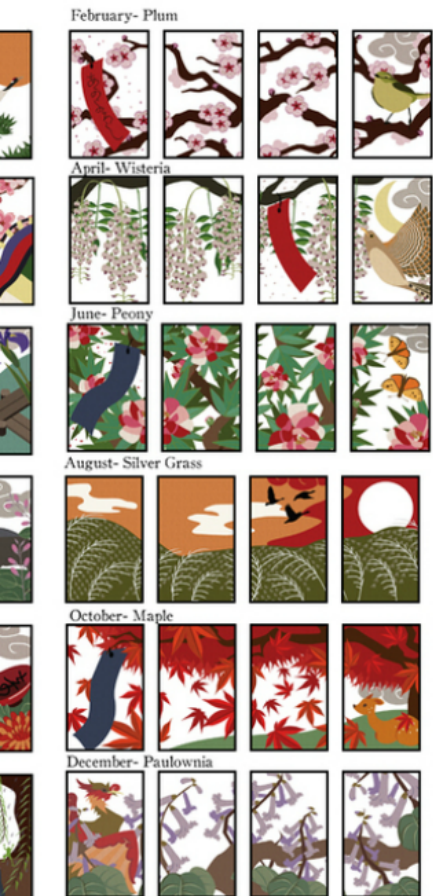 February- Plum
April- Wisteria
June- Peony
August- Silver Grass
October- Maple
December- Paulownia